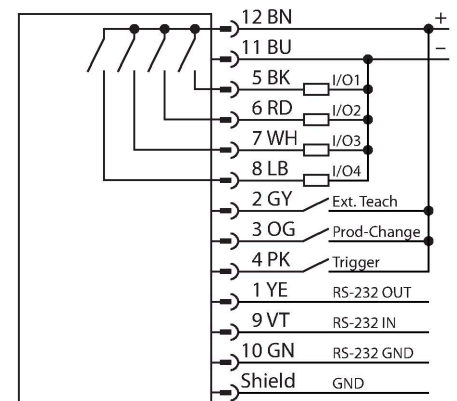 12 BN +
11 BU −
5 BK I/O1
6 RD I/O2
7 WH I/O3
8 LB I/O4
2 GY Ext. Teach
3 OG Prod-Change
4 PK Trigger
1 YE RS-232 OUT
9 VT RS-232 IN
10 GN RS-232 GND
Shield GND